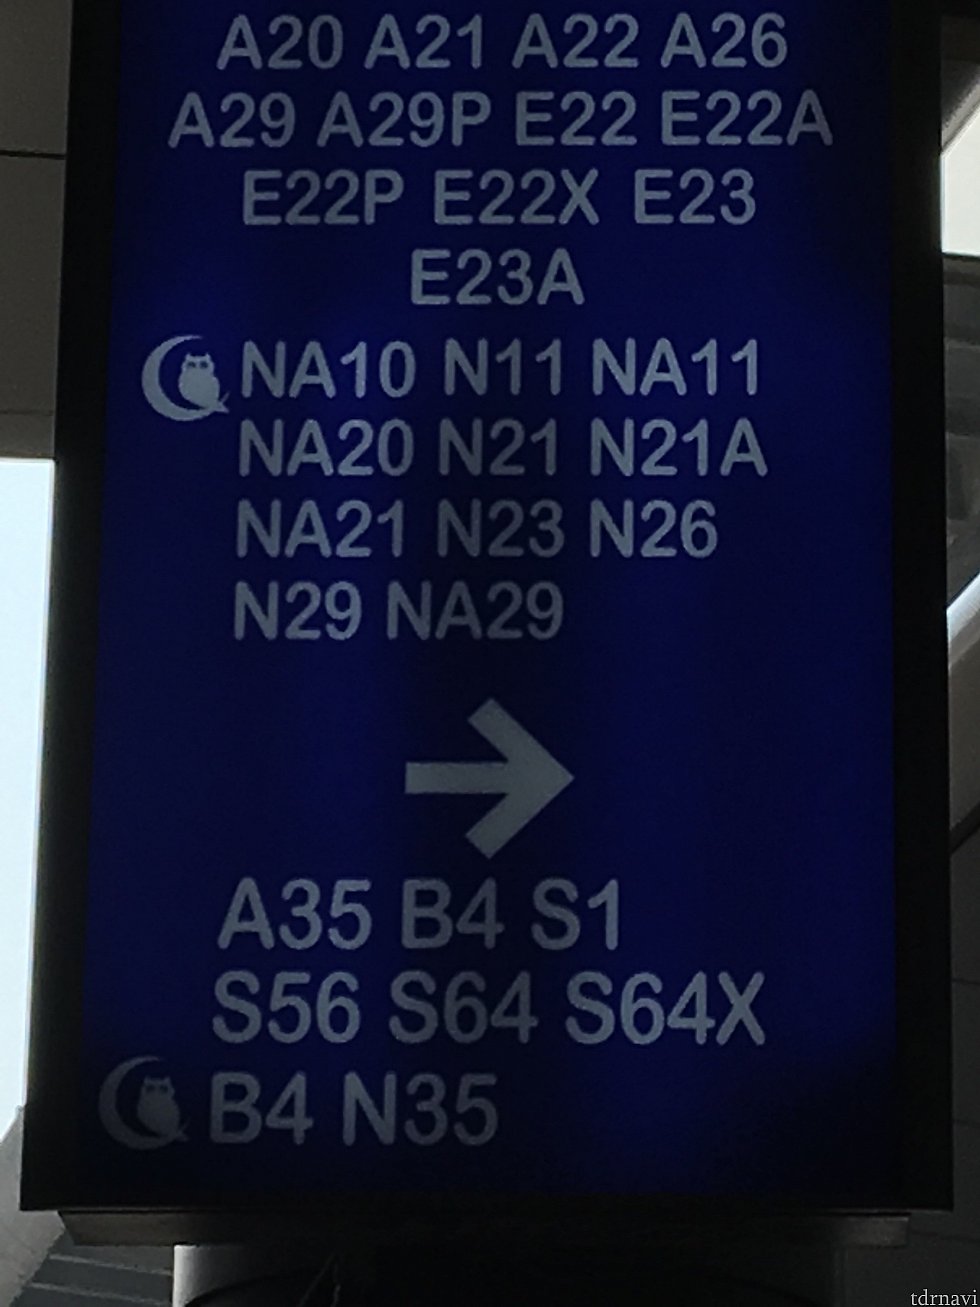 A20 A21 A22 A26
A29 A29P E22 E22A
E22P E22X E23
E23A
NA10 N11 NA11
NA20 N21 N21A
NA21 N23 N26
N29 NA29
A35 B4 S1
S56 S64 S64X
B4 N35
tdrnavi